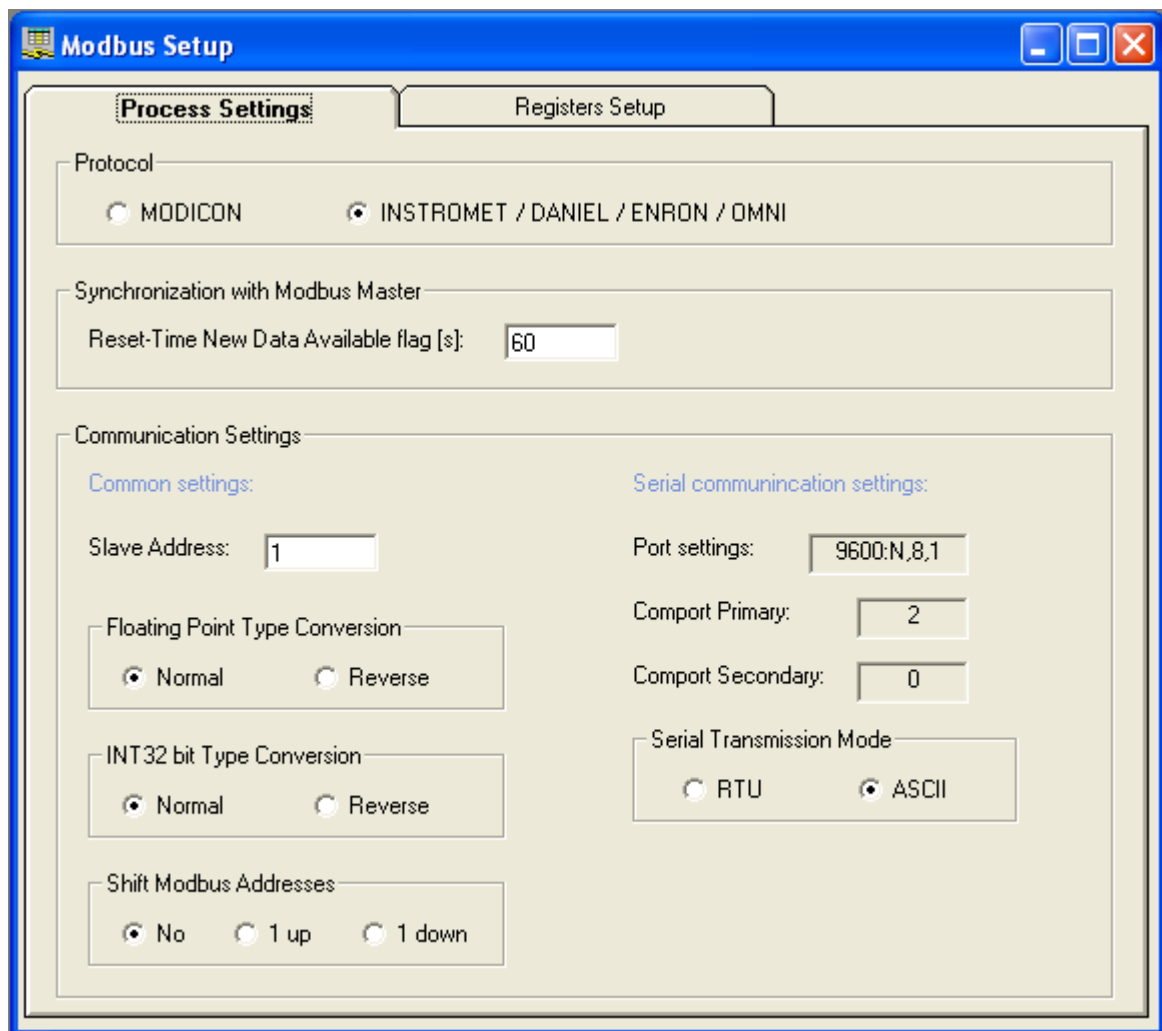 Modbus Setup
Process Settings
Registers Setup
Protocol
MODICON
INSTROMET / DANIEL / ENRON / OMNI
Synchronization with Modbus Master
Reset-Time New Data Available flag [s]:
60
Communication Settings
Common settings:
Slave Address:
1
Floating Point Type Conversion
Normal
Reverse
INT32 bit Type Conversion
Normal
Reverse
Shift Modbus Addresses
No
1 up
1 down
Serial communincation settings:
Port settings:
9600:N,8,1
Comport Primary:
2
Comport Secondary:
0
Serial Transmission Mode
RTU
ASCII